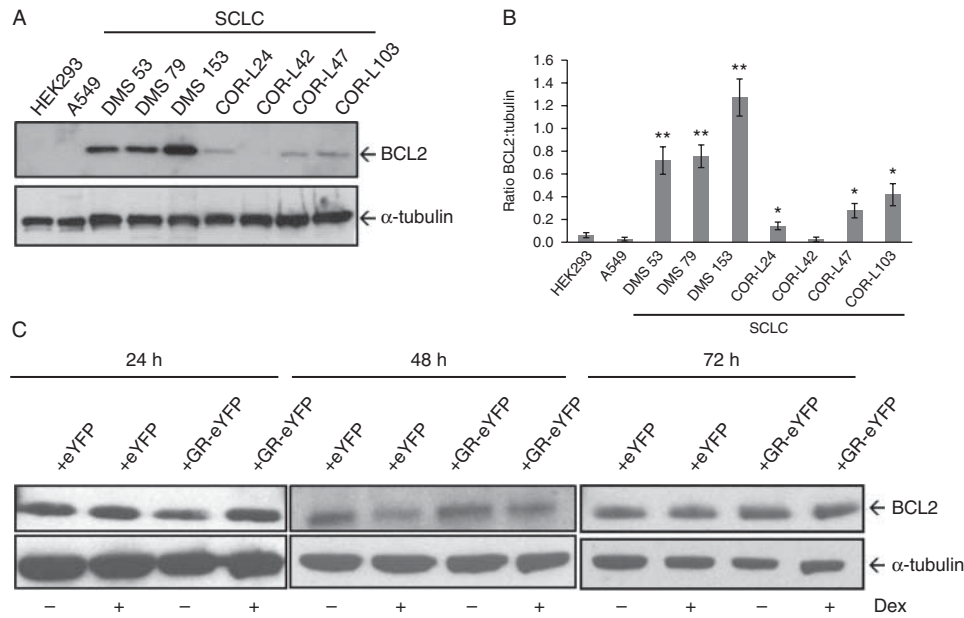 A
SCLC
HEK293
A549
DMS 53
DMS 79
DMS 153
COR-L24
COR-L42
COR-L47
COR-L103
← BCL2
← α-tubulin
B
Ratio BCL2:tubulin
1.6
1.4
1.2
1.0
0.8
0.6
0.4
0.2
0.0
** ** ** * * *
HEK293
A549
DMS 53
DMS 79
DMS 153
COR-L24
COR-L42
COR-L47
COR-L103
SCLC
C
24 h 48 h 72 h
+eYFP +eYFP +GR-eYFP +GR-eYFP +eYFP +eYFP +GR-eYFP +GR-eYFP +eYFP +eYFP +GR-eYFP +GR-eYFP
← BCL2
← α-tubulin
– + – + – + – + – + – + Dex